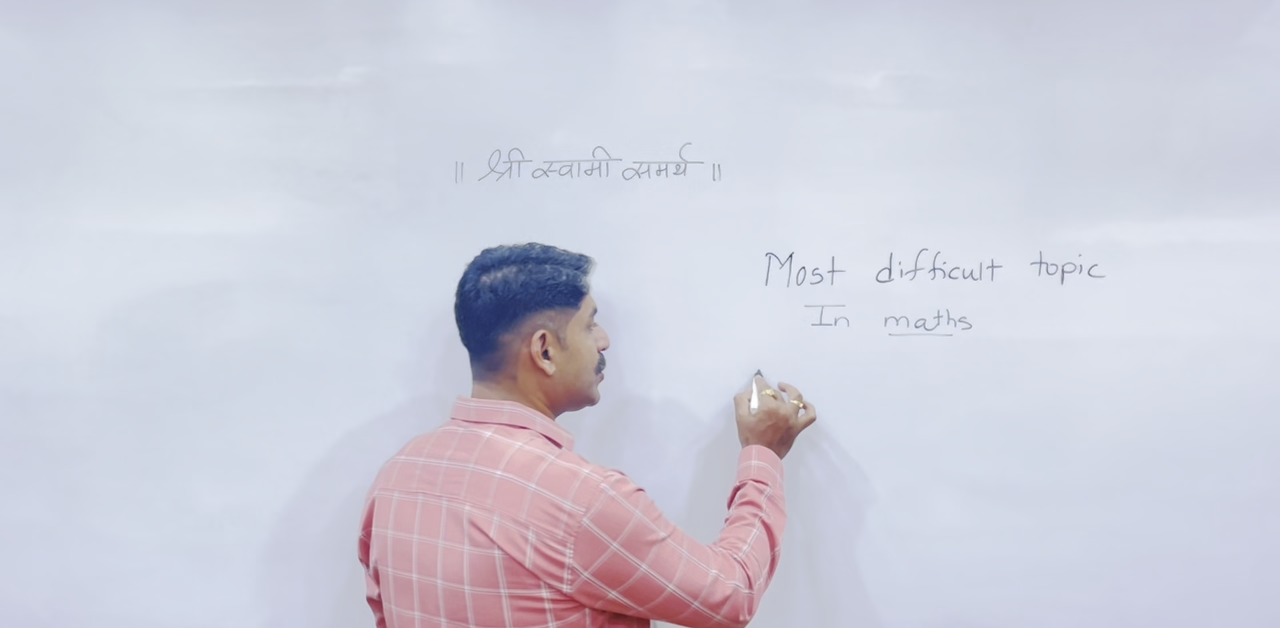 ॥ श्री स्वामी समर्थ ॥
Most difficult topic
In maths